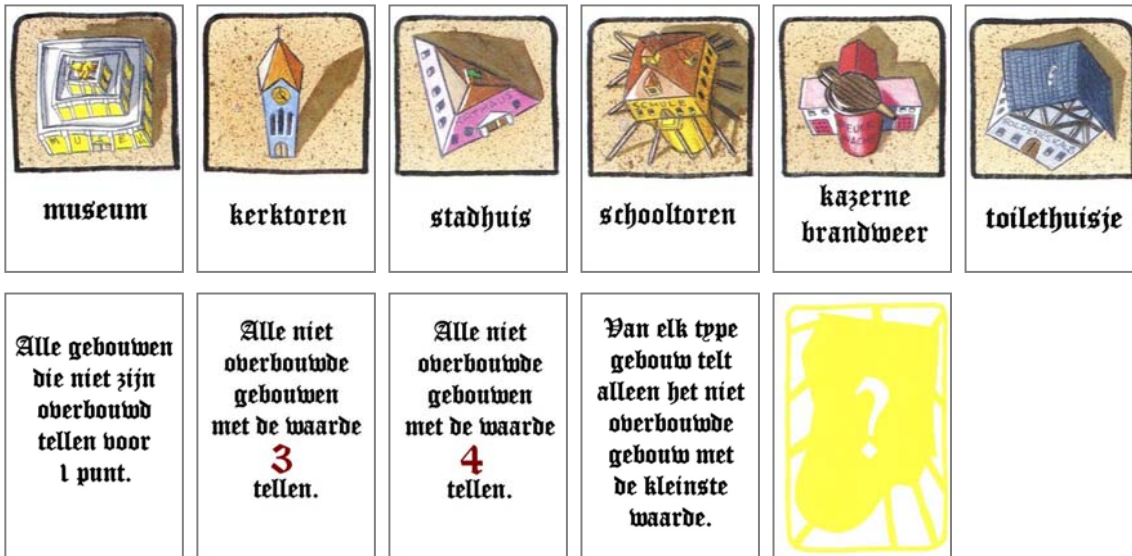 museum
kerktoren
stadhuis
SCHULE
schooltoren
kazerne
brandweer
toilethuisje
Alle gebouwen
die niet zijn
overbouwd
tellen voor
1 punt.
Alle niet
overbouwde
gebouwen
met de waarde
3
tellen.
Alle niet
overbouwde
gebouwen
met de waarde
4
tellen.
Van elk type
gebouw telt
alleen het niet
overbouwde
gebouw met
de kleinste
waarde.
?